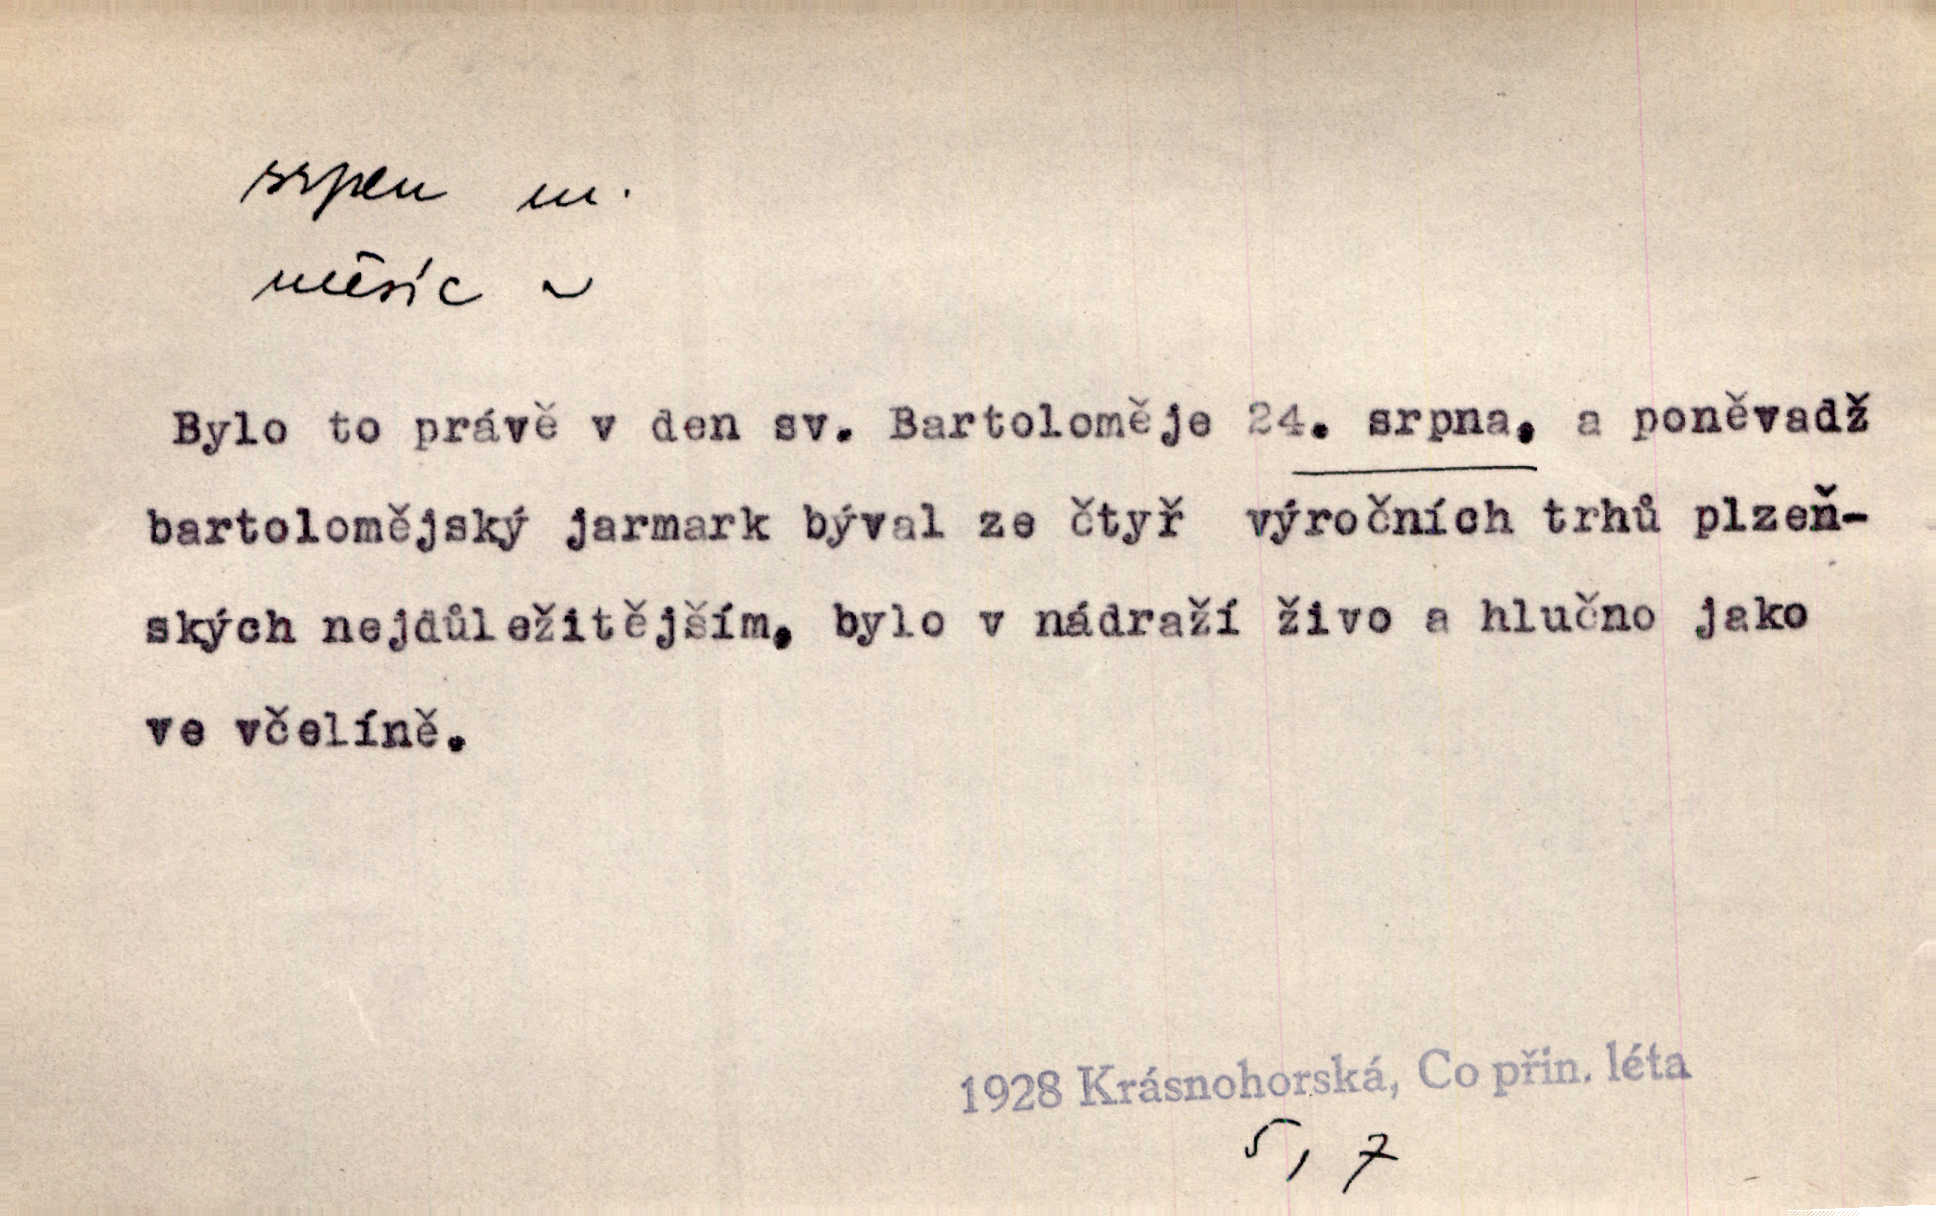 srpen m.
měsíc ~
Bylo to právě v den sv. Bartoloměje 24. srpna, a poněvadž
bartolomějský jarmark býval ze čtyř výročních trhů plzeň-
ských nejdůležitějším, bylo v nádraží živo a hlučno jako
ve včelíně.
1928 Krásnohorská, Co přin. léta
5, 7